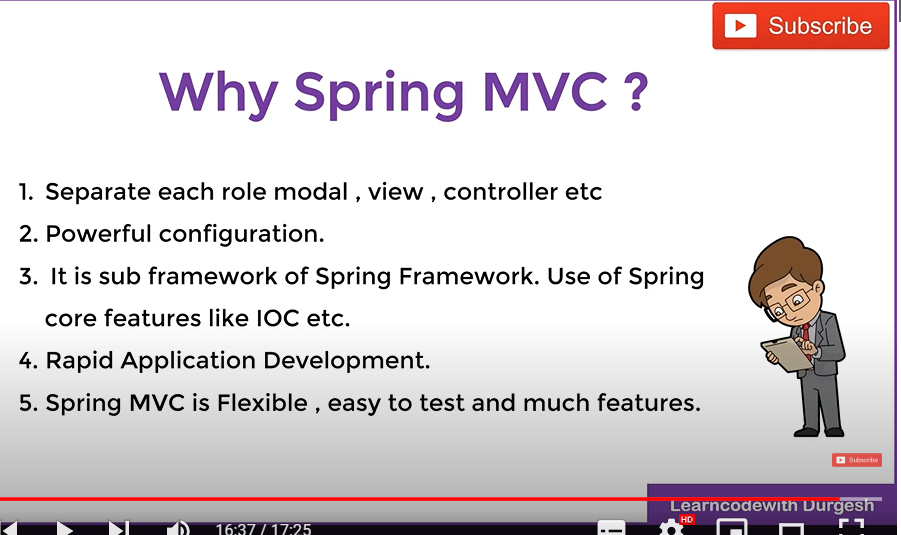 Subscribe
Why Spring MVC ?
1. Separate each role modal , view , controller etc
2. Powerful configuration.
3. It is sub framework of Spring Framework. Use of Spring
core features like IOC etc.
4. Rapid Application Development.
5. Spring MVC is Flexible , easy to test and much features.
Subscribe
Learncodewith Durgesh
16:37 / 17:25
HD